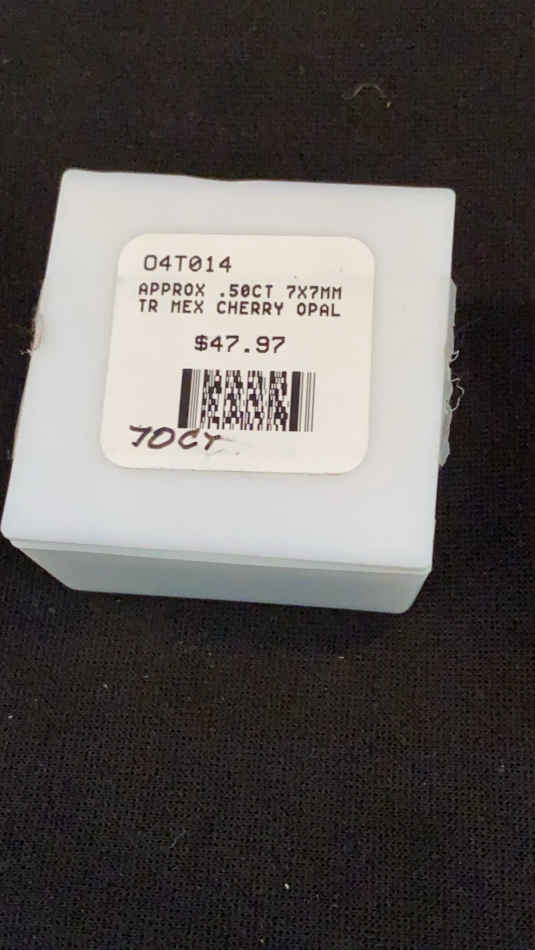 04T014
APPROX .50CT 7X7MM
TR MEX CHERRY OPAL
$47.97
70CT